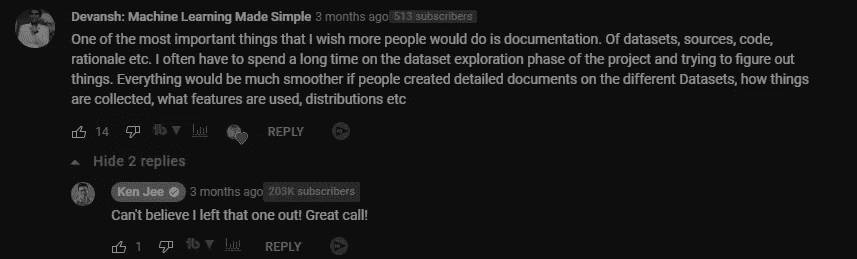 Devansh: Machine Learning Made Simple 3 months ago 513 subscribers
One of the most important things that I wish more people would do is documentation. Of datasets, sources, code,
rationale etc. I often have to spend a long time on the dataset exploration phase of the project and trying to figure out
things. Everything would be much smoother if people created detailed documents on the different Datasets, how things
are collected, what features are used, distributions etc
14 REPLY
Hide 2 replies
Ken Jee 3 months ago 203K subscribers
Can't believe I left that one out! Great call!
1 REPLY